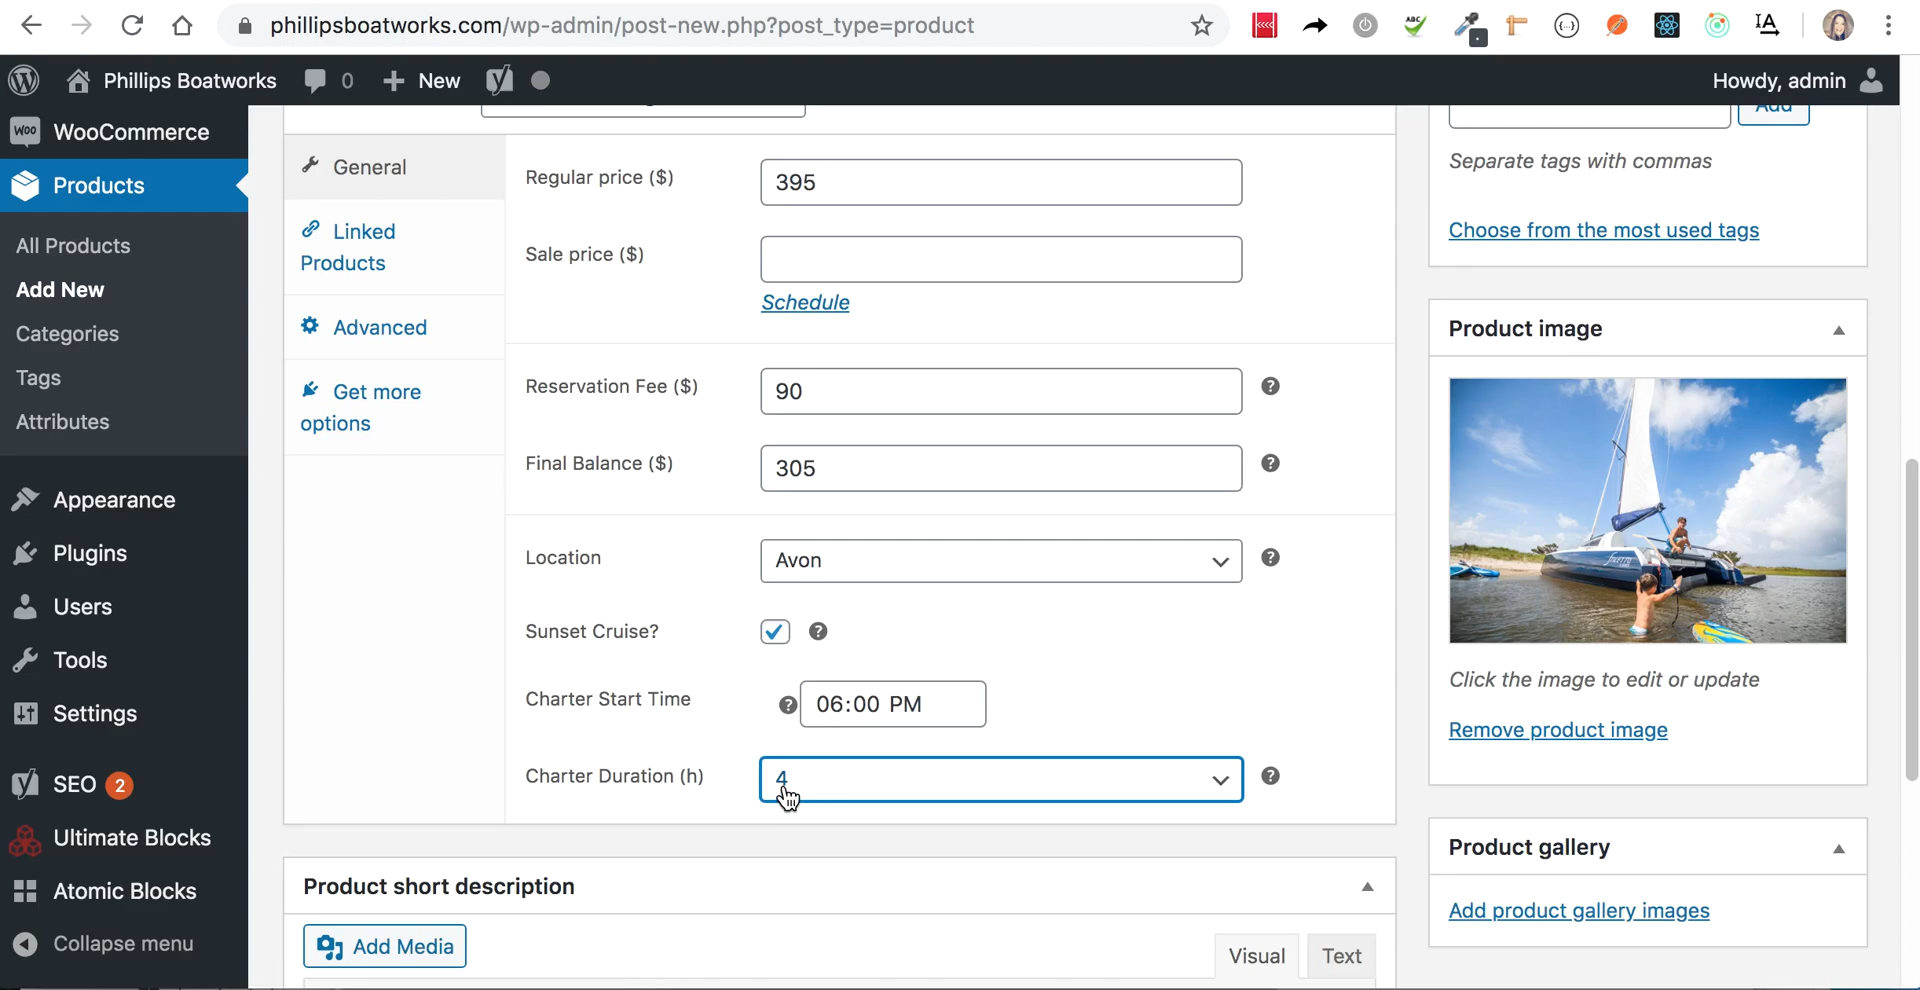 phillipsboatworks.com/wp-admin/post-new.php?post_type=product
ABC
IA
Phillips Boatworks
0
New
Howdy, admin
Woo
WooCommerce
Products
All Products
Add New
Categories
Tags
Attributes
Appearance
Plugins
Users
Tools
Settings
SEO 2
Ultimate Blocks
Atomic Blocks
Collapse menu
General
Linked
Products
Advanced
Get more
options
Regular price ($)
395
Sale price ($)
Schedule
Reservation Fee ($)
90
Final Balance ($)
305
Location
Avon
Sunset Cruise?
Charter Start Time
06:00 PM
Charter Duration (h)
4
Product short description
Add Media
Visual
Text
Add
Separate tags with commas
Choose from the most used tags
Product image
Click the image to edit or update
Remove product image
Product gallery
Add product gallery images